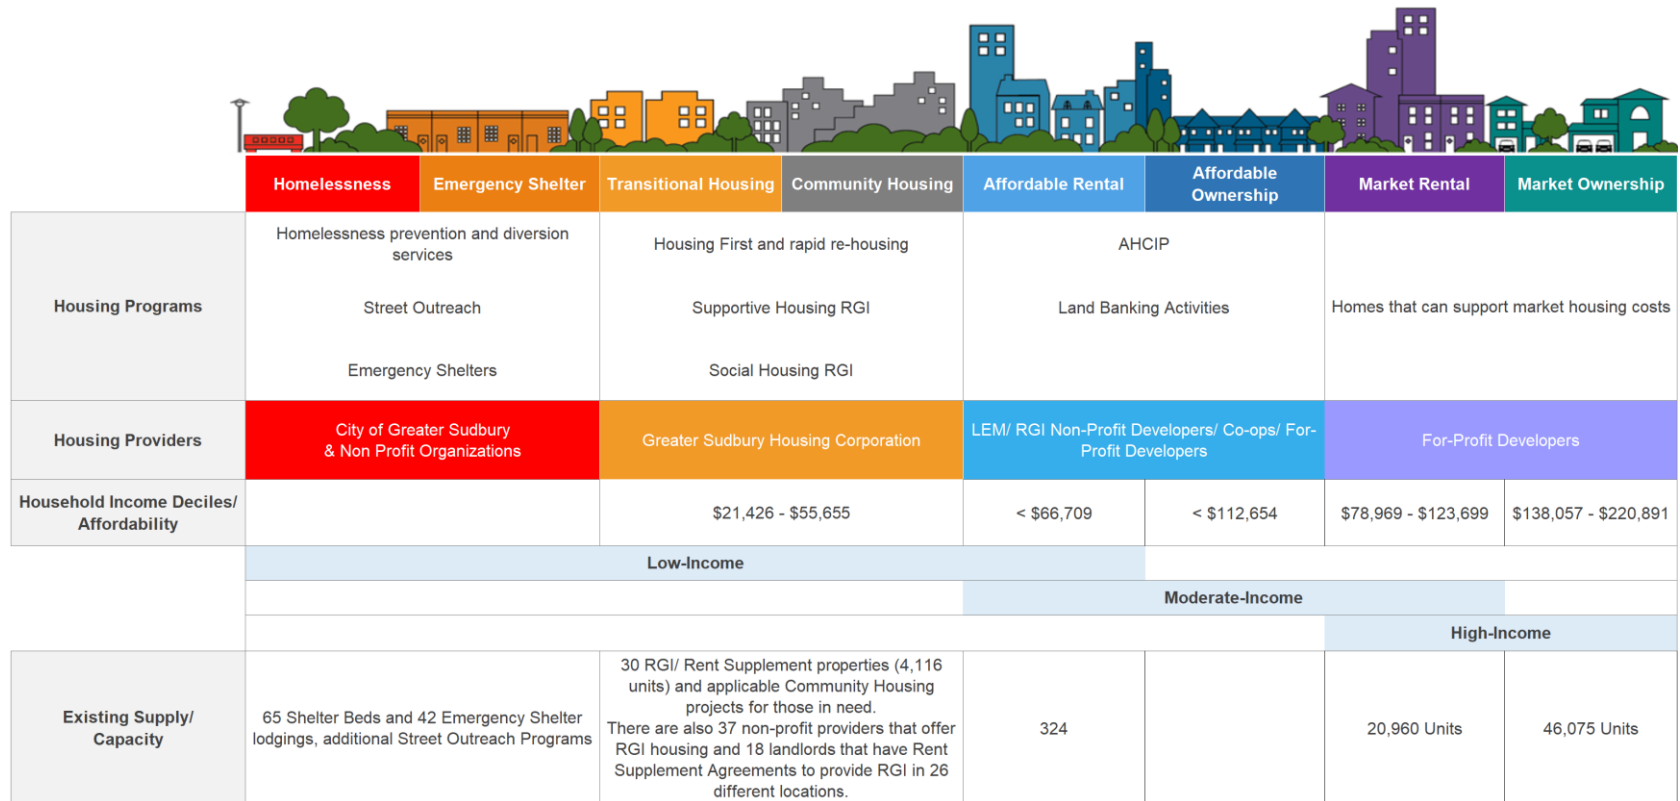 Homelessness
Emergency Shelter
Transitional Housing
Community Housing
Affordable Rental
Affordable
Ownership
Market Rental
Market Ownership
Housing Programs
Homelessness prevention and diversion
services
Street Outreach
Emergency Shelters
Housing First and rapid re-housing
Supportive Housing RGI
Social Housing RGI
AHCIP
Land Banking Activities
Homes that can support market housing costs
Housing Providers
City of Greater Sudbury
& Non Profit Organizations
Greater Sudbury Housing Corporation
LEM/ RGI Non-Profit Developers/ Co-ops/ For-
Profit Developers
For-Profit Developers
Household Income Deciles/
Affordability
$21,426 - $55,655
< $66,709
< $112,654
$78,969 - $123,699
$138,057 - $220,891
Low-Income
Moderate-Income
High-Income
Existing Supply/
Capacity
65 Shelter Beds and 42 Emergency Shelter
lodgings, additional Street Outreach Programs
30 RGI/ Rent Supplement properties (4,116
units) and applicable Community Housing
projects for those in need.
There are also 37 non-profit providers that offer
RGI housing and 18 landlords that have Rent
Supplement Agreements to provide RGI in 26
different locations.
324
20,960 Units
46,075 Units